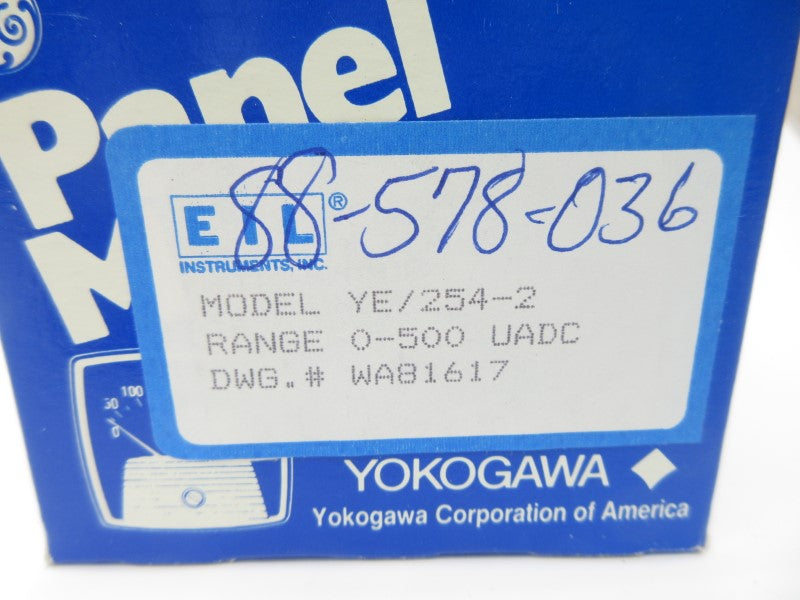 Panel
M
88-578-036
EIL®
INSTRUMENTS, INC.
MODEL YE/254-2
RANGE 0-500 UADC
DWG.# WA81617
50 100
0
YOKOGAWA
Yokogawa Corporation of America